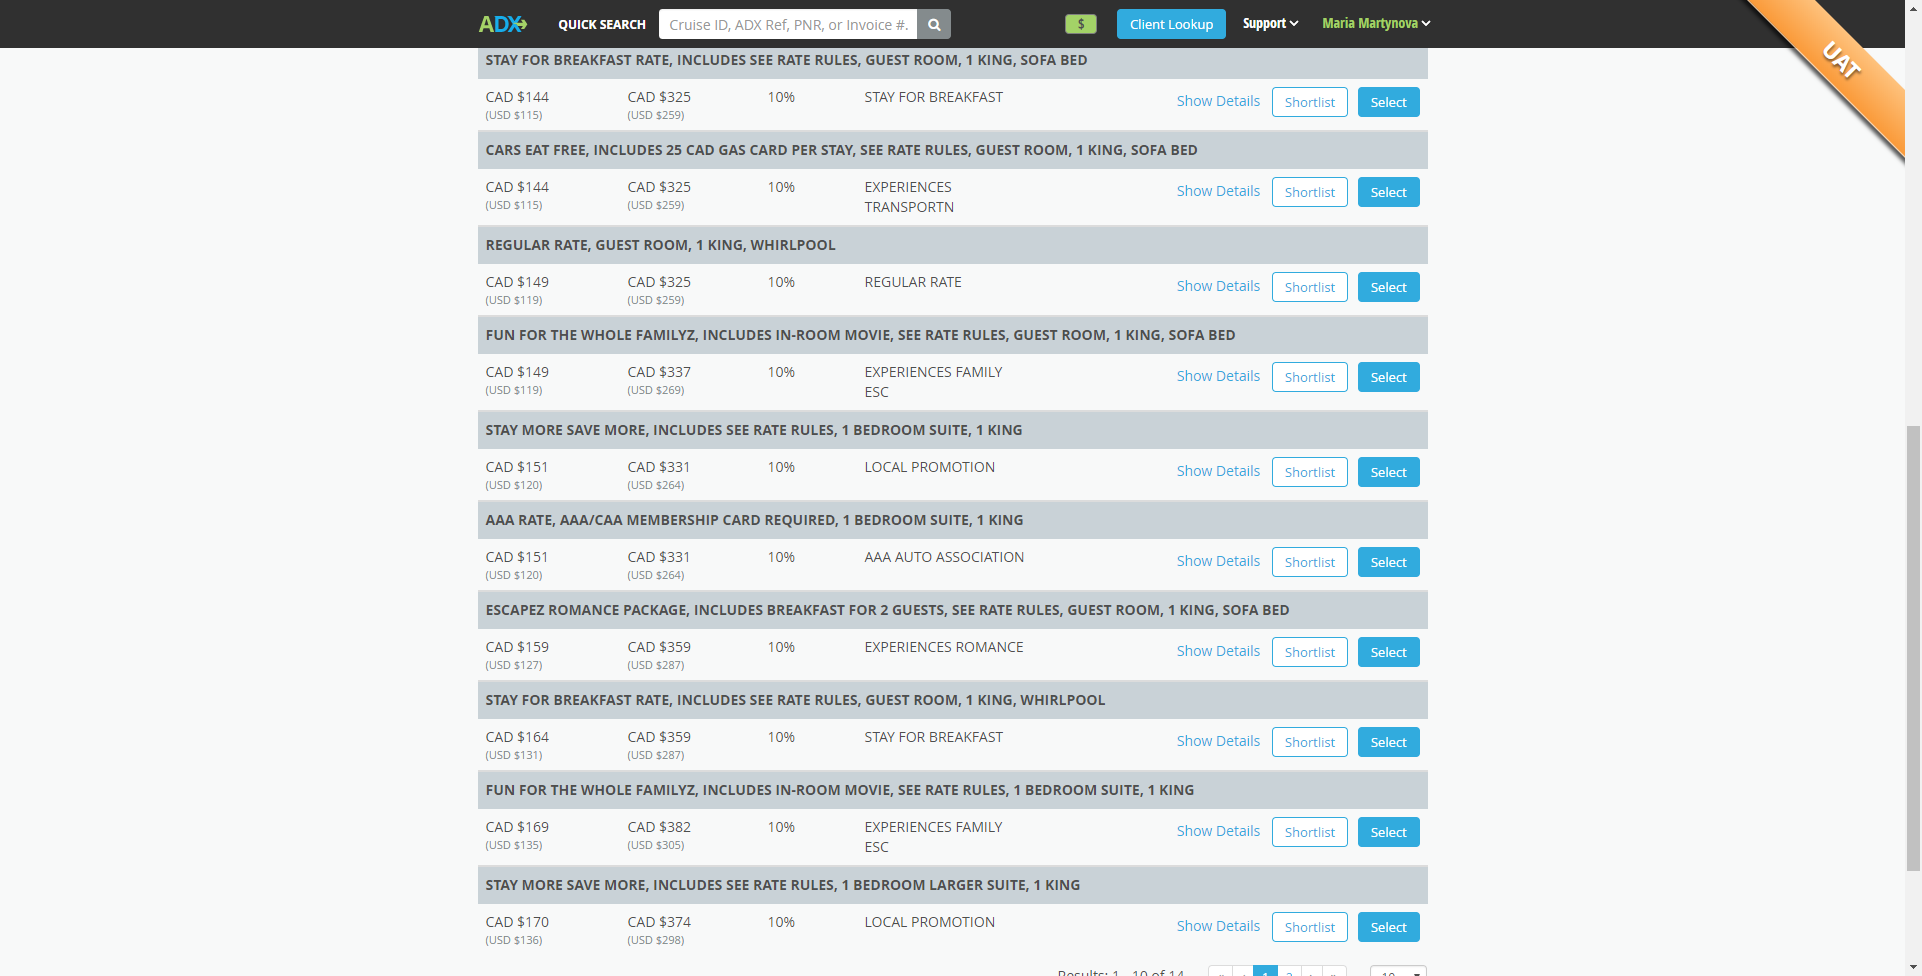 ADX QUICK SEARCH Cruise ID, ADX Ref, PNR, or Invoice #. $ Client Lookup Support Maria Martynova
UAT
STAY FOR BREAKFAST RATE, INCLUDES SEE RATE RULES, GUEST ROOM, 1 KING, SOFA BED
CAD $144 CAD $325 10% STAY FOR BREAKFAST Show Details Shortlist Select
(USD $115) (USD $259)
CARS EAT FREE, INCLUDES 25 CAD GAS CARD PER STAY, SEE RATE RULES, GUEST ROOM, 1 KING, SOFA BED
CAD $144 CAD $325 10% EXPERIENCES Show Details Shortlist Select
(USD $115) (USD $259) TRANSPORTN
REGULAR RATE, GUEST ROOM, 1 KING, WHIRLPOOL
CAD $149 CAD $325 10% REGULAR RATE Show Details Shortlist Select
(USD $119) (USD $259)
FUN FOR THE WHOLE FAMILYZ, INCLUDES IN-ROOM MOVIE, SEE RATE RULES, GUEST ROOM, 1 KING, SOFA BED
CAD $149 CAD $337 10% EXPERIENCES FAMILY Show Details Shortlist Select
(USD $119) (USD $269) ESC
STAY MORE SAVE MORE, INCLUDES SEE RATE RULES, 1 BEDROOM SUITE, 1 KING
CAD $151 CAD $331 10% LOCAL PROMOTION Show Details Shortlist Select
(USD $120) (USD $264)
AAA RATE, AAA/CAA MEMBERSHIP CARD REQUIRED, 1 BEDROOM SUITE, 1 KING
CAD $151 CAD $331 10% AAA AUTO ASSOCIATION Show Details Shortlist Select
(USD $120) (USD $264)
ESCAPEZ ROMANCE PACKAGE, INCLUDES BREAKFAST FOR 2 GUESTS, SEE RATE RULES, GUEST ROOM, 1 KING, SOFA BED
CAD $159 CAD $359 10% EXPERIENCES ROMANCE Show Details Shortlist Select
(USD $127) (USD $287)
STAY FOR BREAKFAST RATE, INCLUDES SEE RATE RULES, GUEST ROOM, 1 KING, WHIRLPOOL
CAD $164 CAD $359 10% STAY FOR BREAKFAST Show Details Shortlist Select
(USD $131) (USD $287)
FUN FOR THE WHOLE FAMILYZ, INCLUDES IN-ROOM MOVIE, SEE RATE RULES, 1 BEDROOM SUITE, 1 KING
CAD $169 CAD $382 10% EXPERIENCES FAMILY Show Details Shortlist Select
(USD $135) (USD $305) ESC
STAY MORE SAVE MORE, INCLUDES SEE RATE RULES, 1 BEDROOM LARGER SUITE, 1 KING
CAD $170 CAD $374 10% LOCAL PROMOTION Show Details Shortlist Select
(USD $136) (USD $298)
Results: 1 - 10 of 14 « ‹ 1 2 › » 10